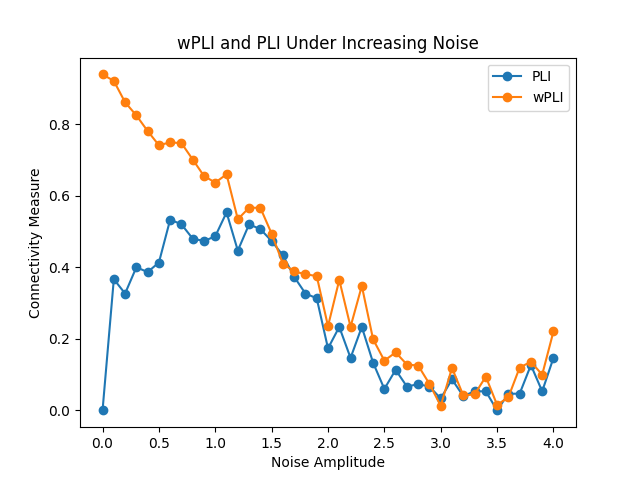 wPLI and PLI Under Increasing Noise
PLI
wPLI
Connectivity Measure
0.8
0.6
0.4
0.2
0.0
0.0 0.5 1.0 1.5 2.0 2.5 3.0 3.5 4.0
Noise Amplitude